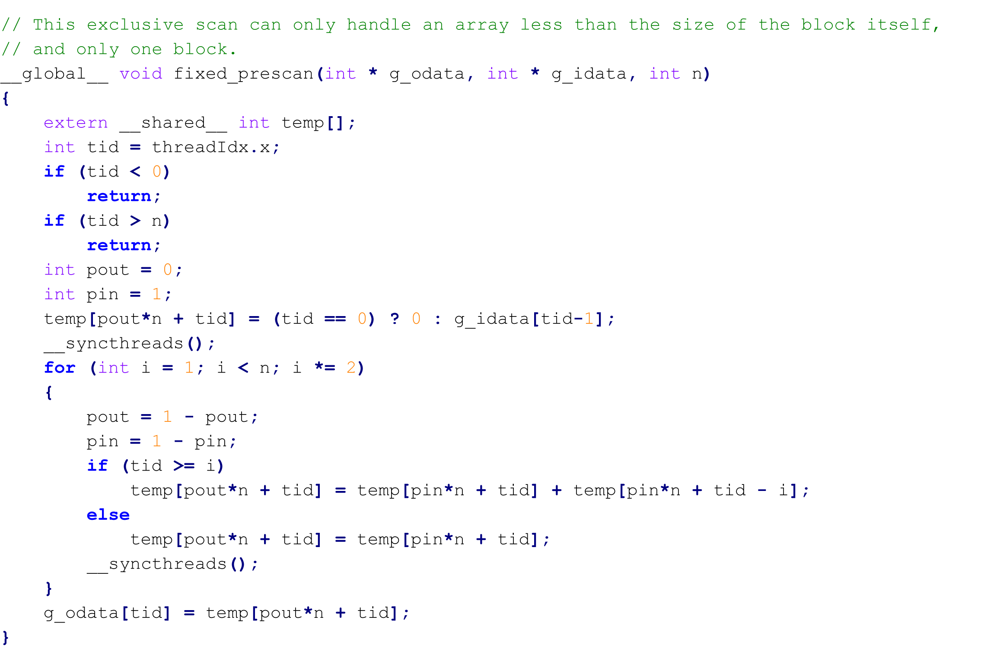 // This exclusive scan can only handle an array less than the size of the block itself,
// and only one block.
__global__ void fixed_prescan(int * g_odata, int * g_idata, int n)
{
    extern __shared__ int temp[];
    int tid = threadIdx.x;
    if (tid < 0)
        return;
    if (tid > n)
        return;
    int pout = 0;
    int pin = 1;
    temp[pout*n + tid] = (tid == 0) ? 0 : g_idata[tid-1];
    __syncthreads();
    for (int i = 1; i < n; i *= 2)
    {
        pout = 1 - pout;
        pin = 1 - pin;
        if (tid >= i)
            temp[pout*n + tid] = temp[pin*n + tid] + temp[pin*n + tid - i];
        else
            temp[pout*n + tid] = temp[pin*n + tid];
        __syncthreads();
    }
    g_odata[tid] = temp[pout*n + tid];
}